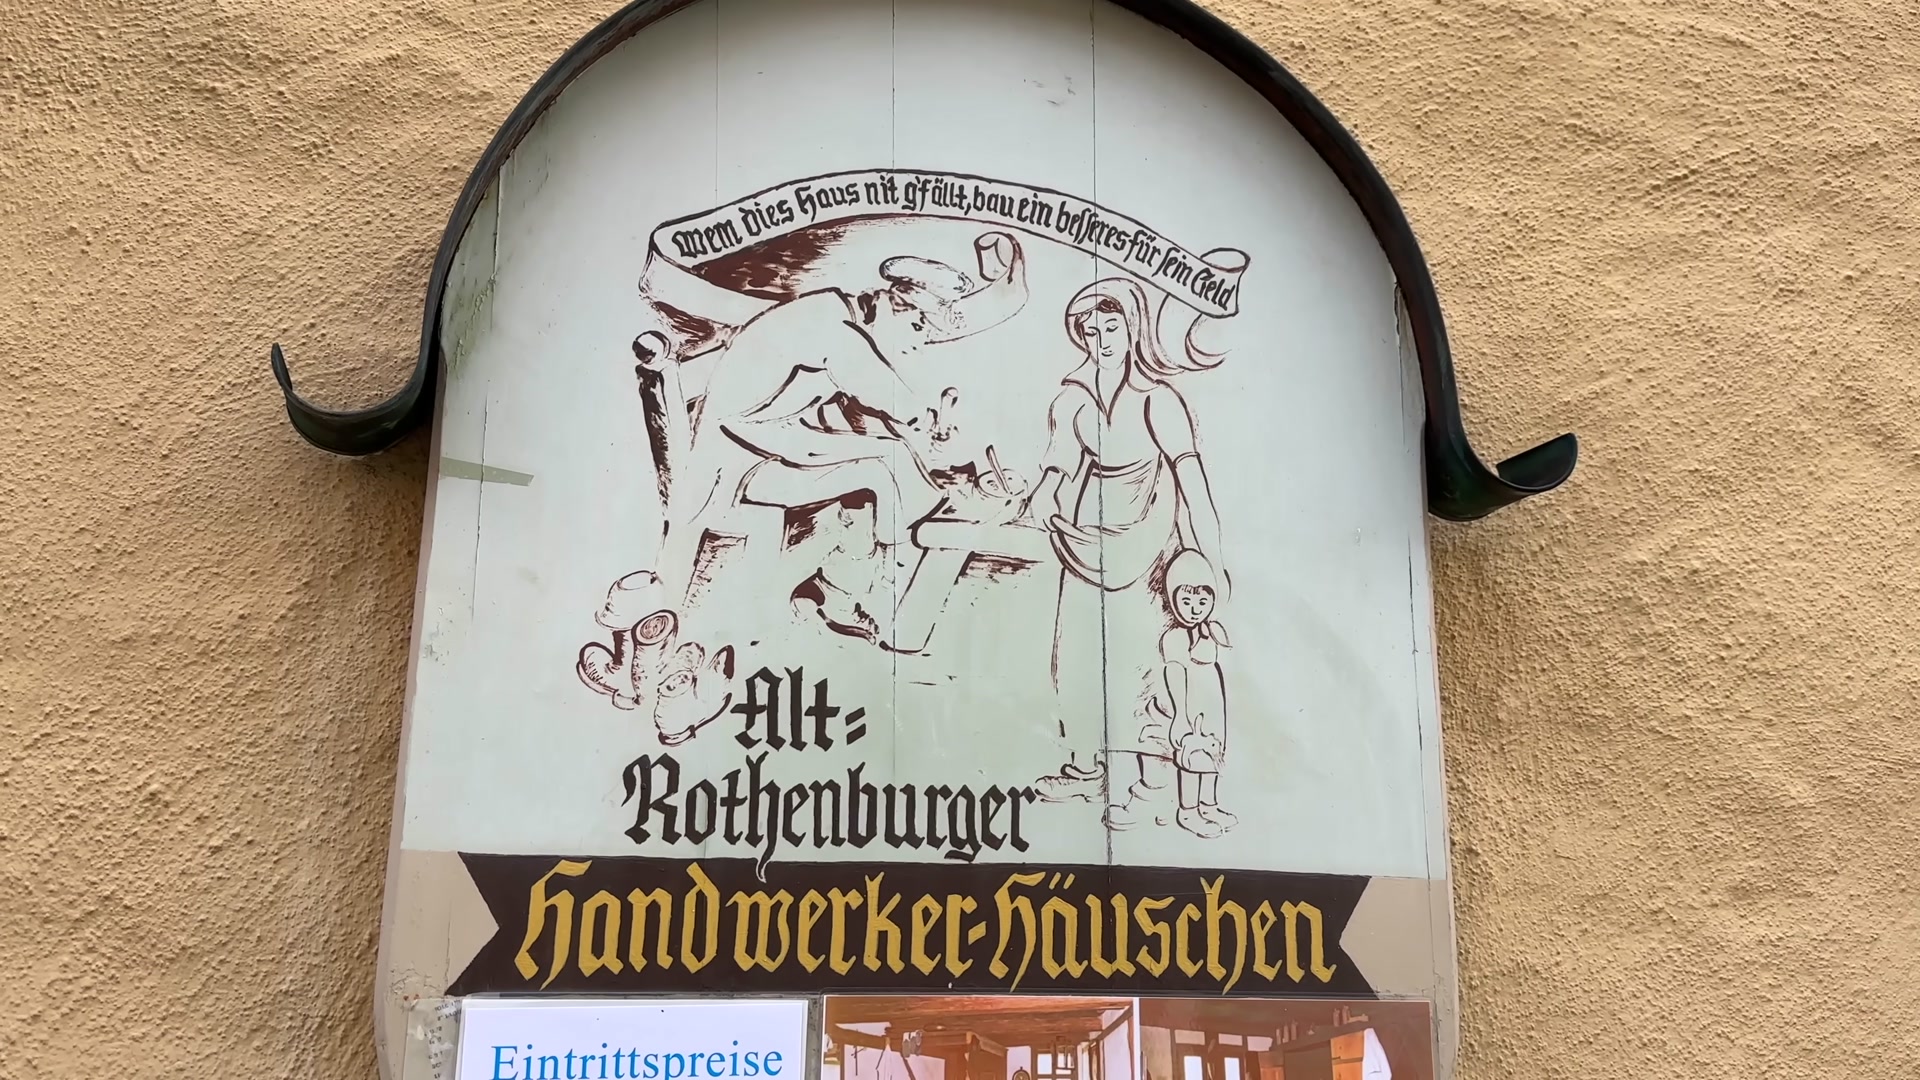 Wem dies Haus nit g'fällt, bau ein besseres für sein Geld
Alt-
Rothenburger
Handwerker-Häuschen
Eintrittspreise